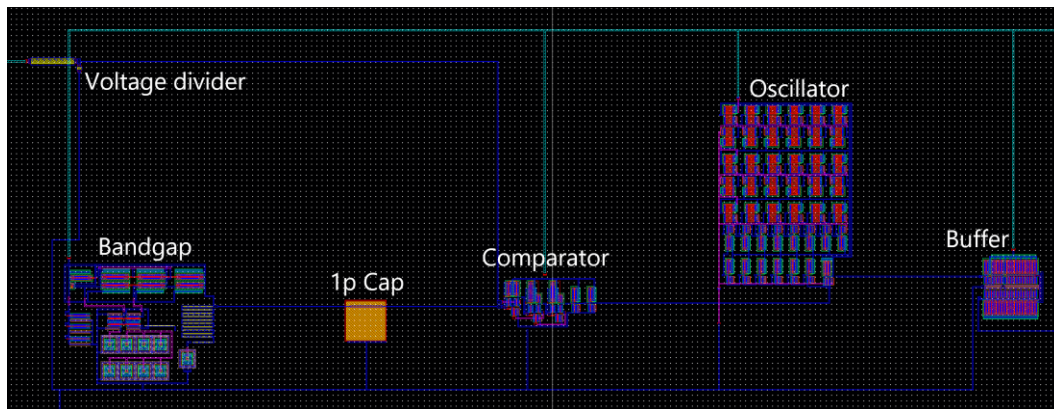 Voltage divider
Oscillator
Bandgap
Buffer
Comparator
1p Cap